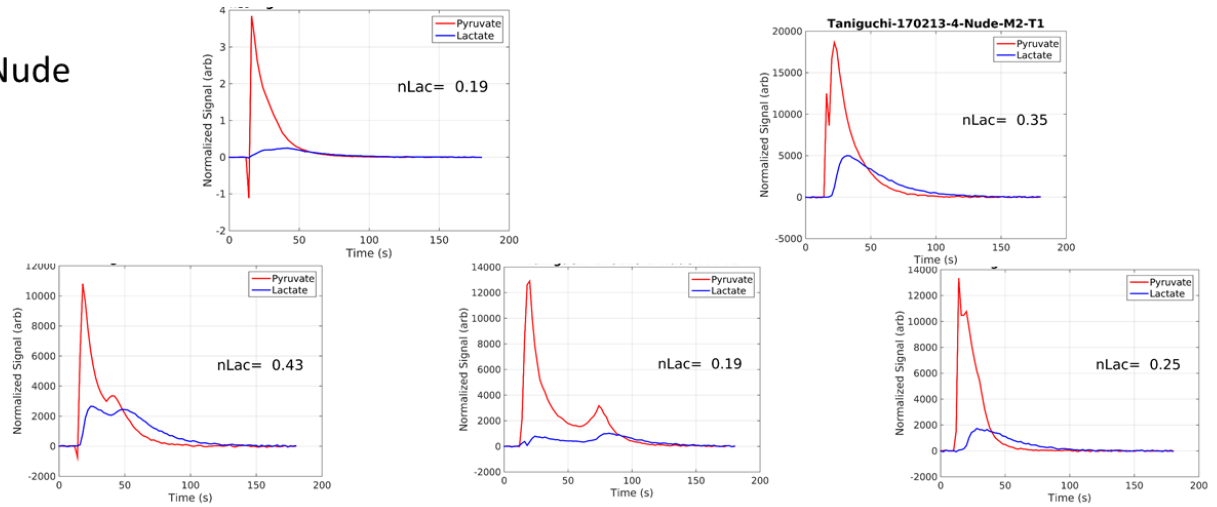 Nude
4
3
2
1
0
-1
-2
Normalized Signal (arb)
Pyruvate
Lactate
nLac= 0.19
0 50 100 150 200
Time (s)
Taniguchi-170213-4-Nude-M2-T1
20000
15000
10000
5000
0
-5000
Normalized Signal (arb)
Pyruvate
Lactate
nLac= 0.35
0 50 100 150 200
Time (s)
12000
10000
8000
6000
4000
2000
0
-2000
Normalized Signal (arb)
Pyruvate
Lactate
nLac= 0.43
0 50 100 150 200
Time (s)
14000
12000
10000
8000
6000
4000
2000
0
-2000
Normalized Signal (arb)
Pyruvate
Lactate
nLac= 0.19
0 50 100 150 200
Time (s)
14000
12000
10000
8000
6000
4000
2000
0
-2000
Normalized Signal (arb)
Pyruvate
Lactate
nLac= 0.25
0 50 100 150 200
Time (s)